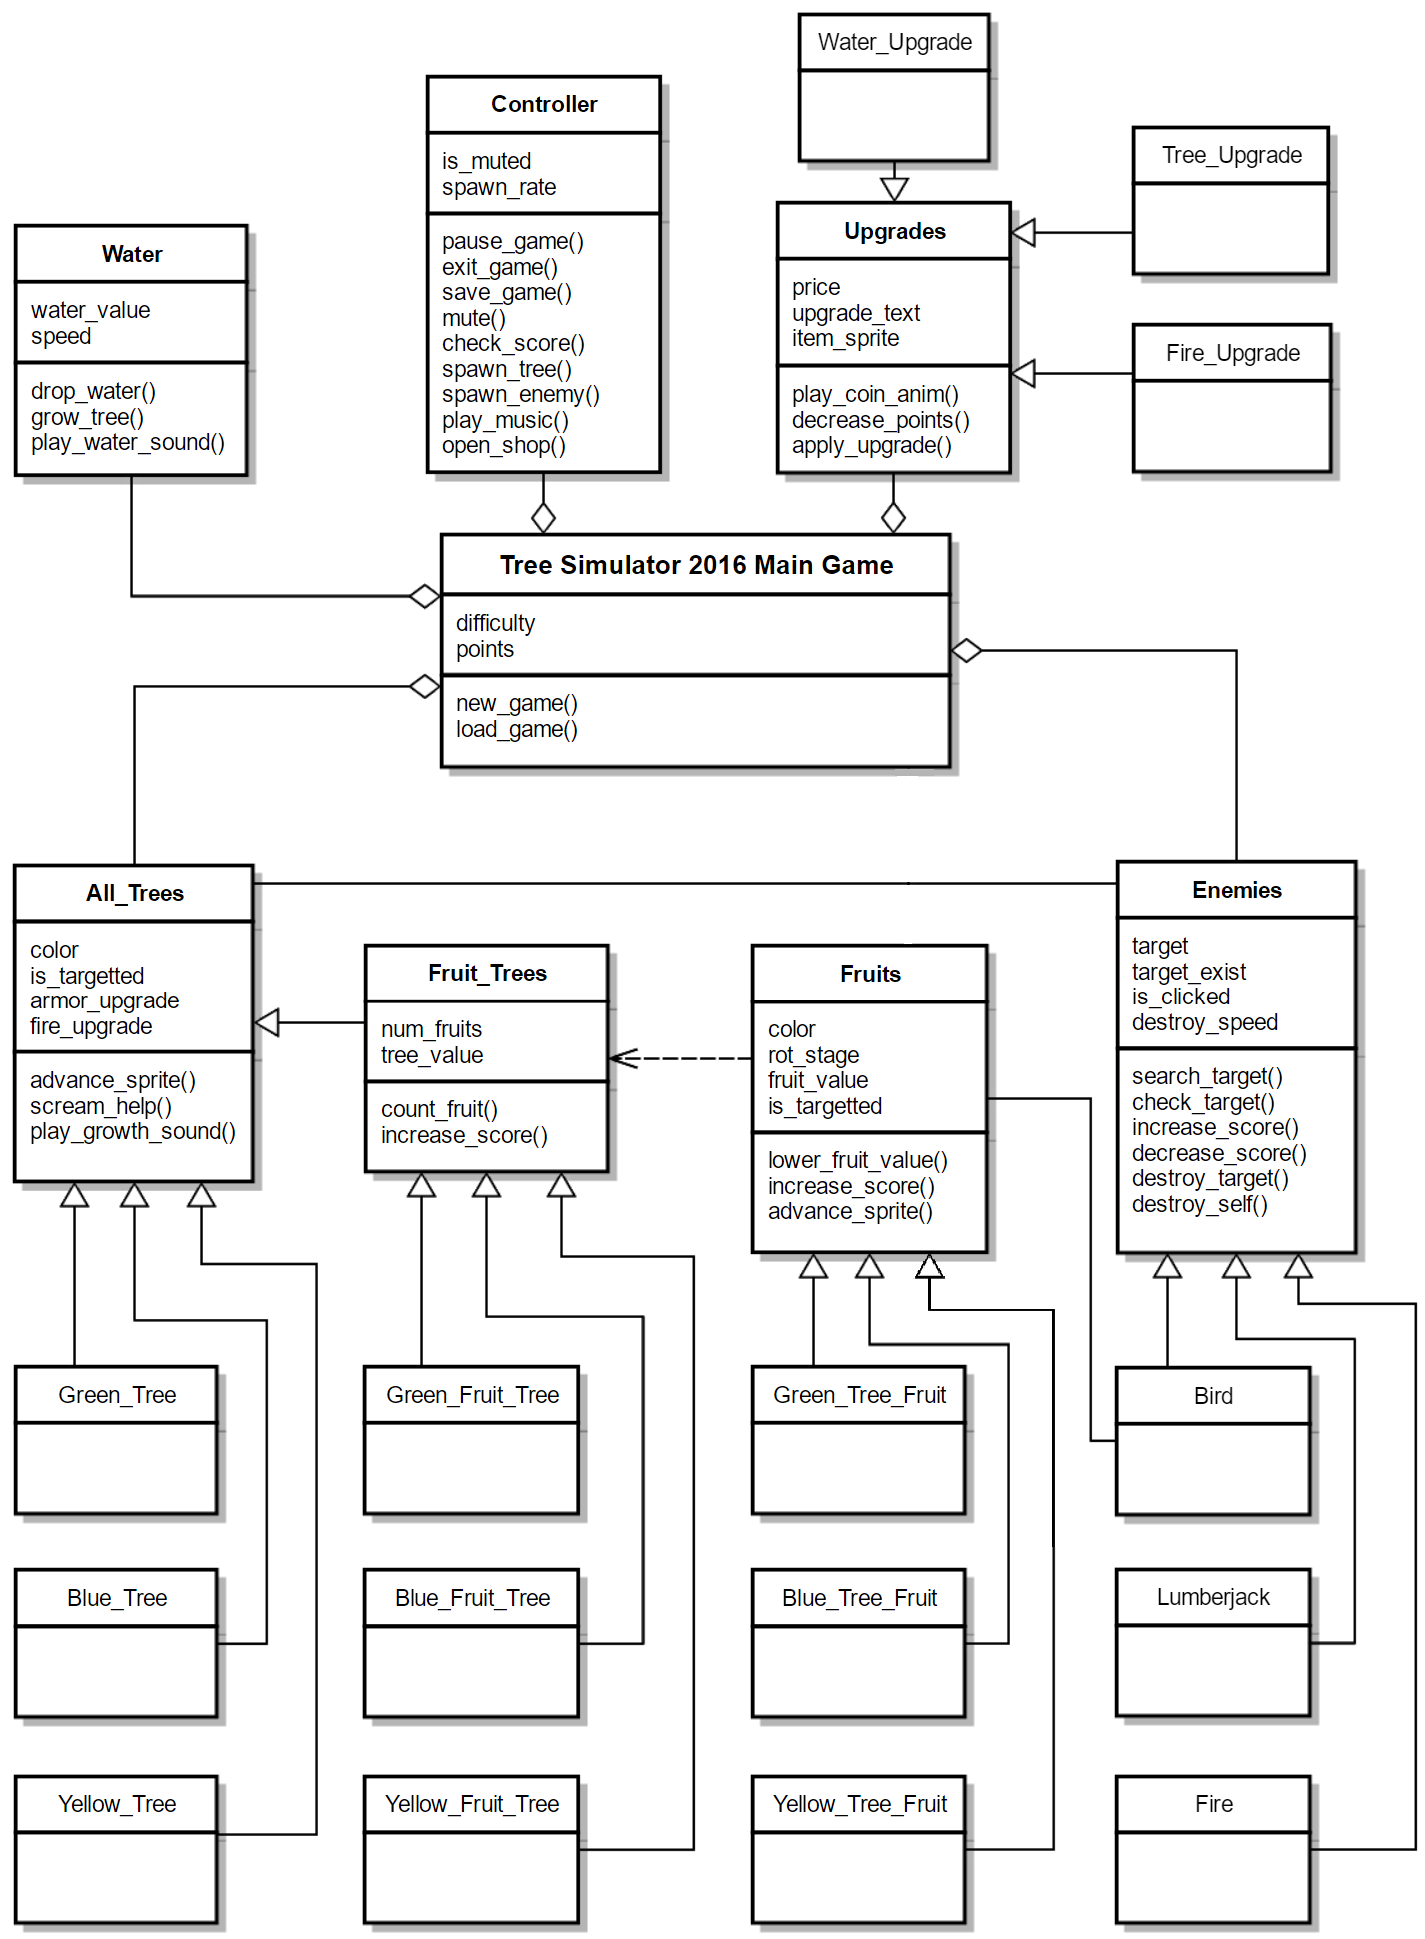 Water_Upgrade
Controller
is_muted
spawn_rate
pause_game()
exit_game()
save_game()
mute()
check_score()
spawn_tree()
spawn_enemy()
play_music()
open_shop()
Tree_Upgrade
Upgrades
price
upgrade_text
item_sprite
play_coin_anim()
decrease_points()
apply_upgrade()
Fire_Upgrade
Water
water_value
speed
drop_water()
grow_tree()
play_water_sound()
Tree Simulator 2016 Main Game
difficulty
points
new_game()
load_game()
All_Trees
color
is_targetted
armor_upgrade
fire_upgrade
advance_sprite()
scream_help()
play_growth_sound()
Fruit_Trees
num_fruits
tree_value
count_fruit()
increase_score()
Fruits
color
rot_stage
fruit_value
is_targetted
lower_fruit_value()
increase_score()
advance_sprite()
Enemies
target
target_exist
is_clicked
destroy_speed
search_target()
check_target()
increase_score()
decrease_score()
destroy_target()
destroy_self()
Green_Tree
Green_Fruit_Tree
Green_Tree_Fruit
Bird
Blue_Tree
Blue_Fruit_Tree
Blue_Tree_Fruit
Lumberjack
Yellow_Tree
Yellow_Fruit_Tree
Yellow_Tree_Fruit
Fire